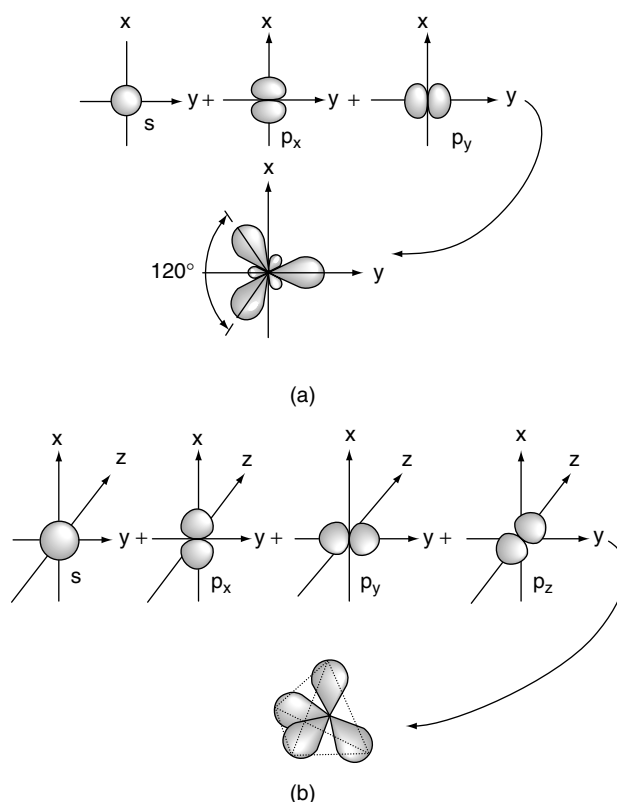 x x x
y + y + y
s p_x p_y
x
120°
y
(a)
x z x z x z x z
y + y + y + y
s p_x p_y p_z
(b)